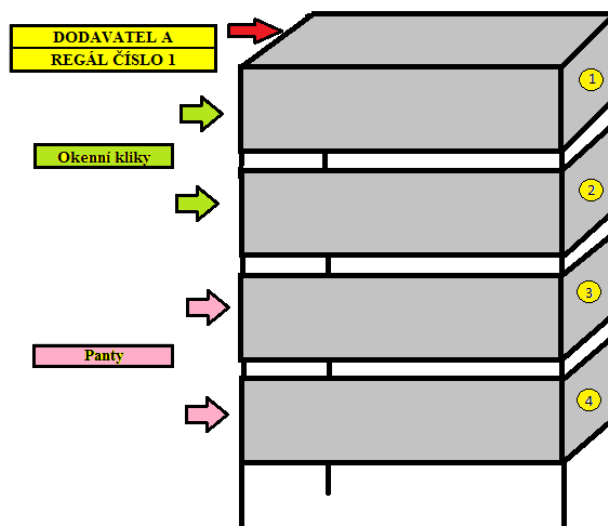 DODAVATEL A
REGÁL ČÍSLO 1
1
Okenní kliky
2
3
Panty
4